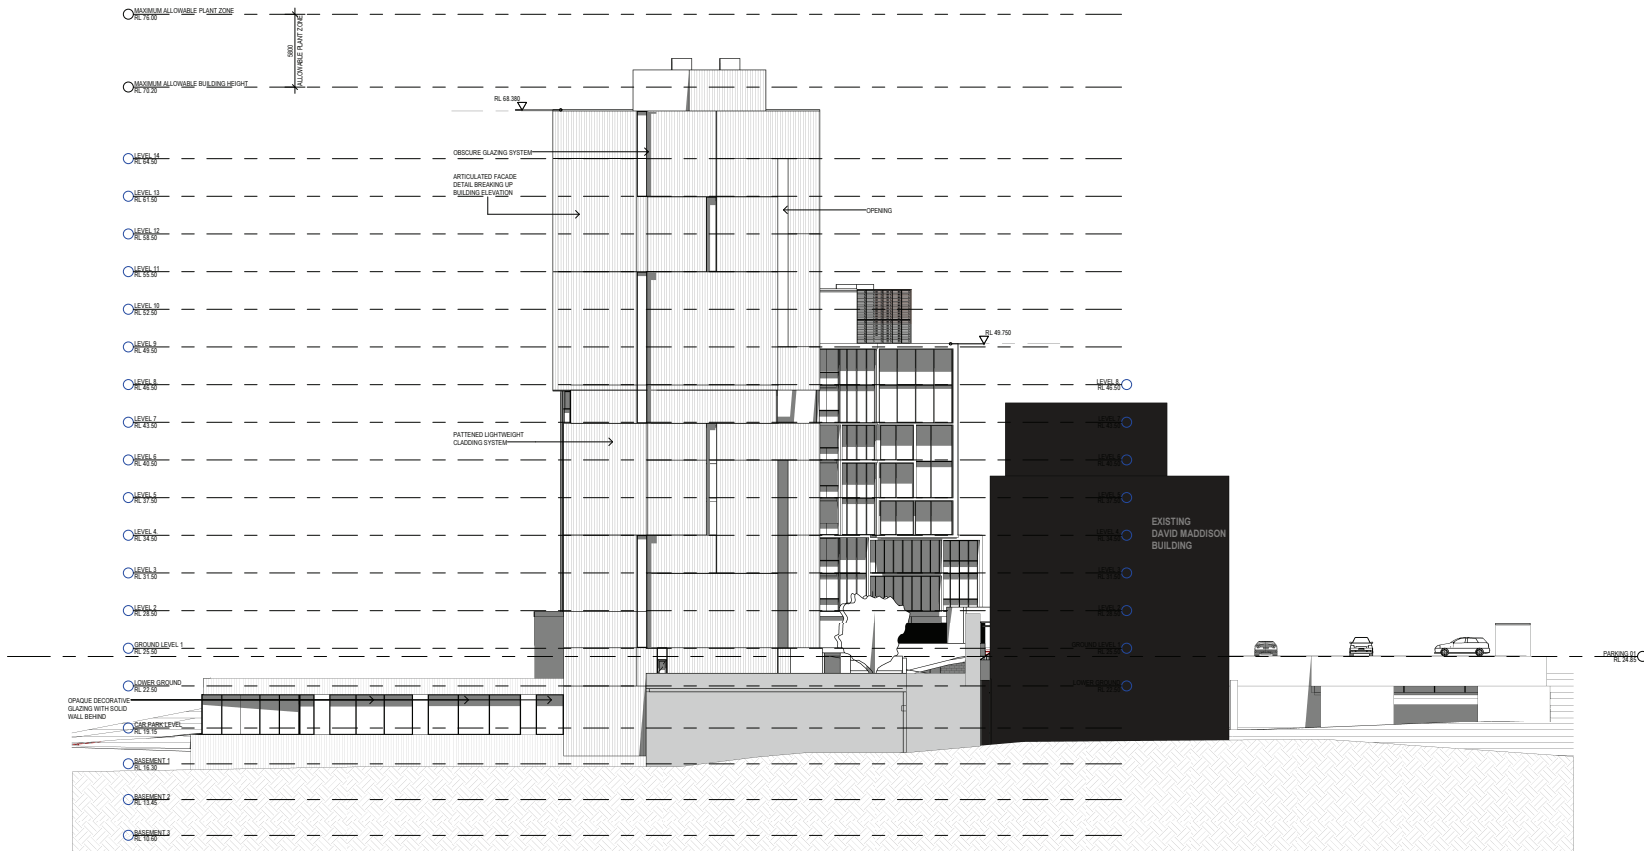 MAXIMUM ALLOWABLE PLANT ZONE
RL 76.00
5800
ALLOWABLE PLANT ZONE
MAXIMUM ALLOWABLE BUILDING HEIGHT
RL 70.20
RL 68.380
OBSCURE GLAZING SYSTEM
LEVEL 14
RL 64.50
ARTICULATED FACADE
DETAIL BREAKING UP
BUILDING ELEVATION
LEVEL 13
RL 61.50
OPENING
LEVEL 12
RL 58.50
LEVEL 11
RL 55.50
LEVEL 10
RL 52.50
RL 49.750
LEVEL 9
RL 49.50
LEVEL 8
RL 46.50
LEVEL 8
RL 46.50
LEVEL 7
RL 43.50
PATTENED LIGHTWEIGHT
CLADDING SYSTEM
LEVEL 6
RL 40.50
LEVEL 5
RL 37.50
EXISTING
DAVID MADDISON
BUILDING
LEVEL 4
RL 34.50
LEVEL 3
RL 31.50
LEVEL 2
RL 28.50
GROUND LEVEL 1
RL 25.50
PARKING 01
RL 24.85
LOWER GROUND
RL 22.50
OPAQUE DECORATIVE
GLAZING WITH SOLID
WALL BEHIND
CAR PARK LEVEL
RL 19.15
BASEMENT 1
RL 16.30
BASEMENT 2
RL 13.45
BASEMENT 3
RL 10.60